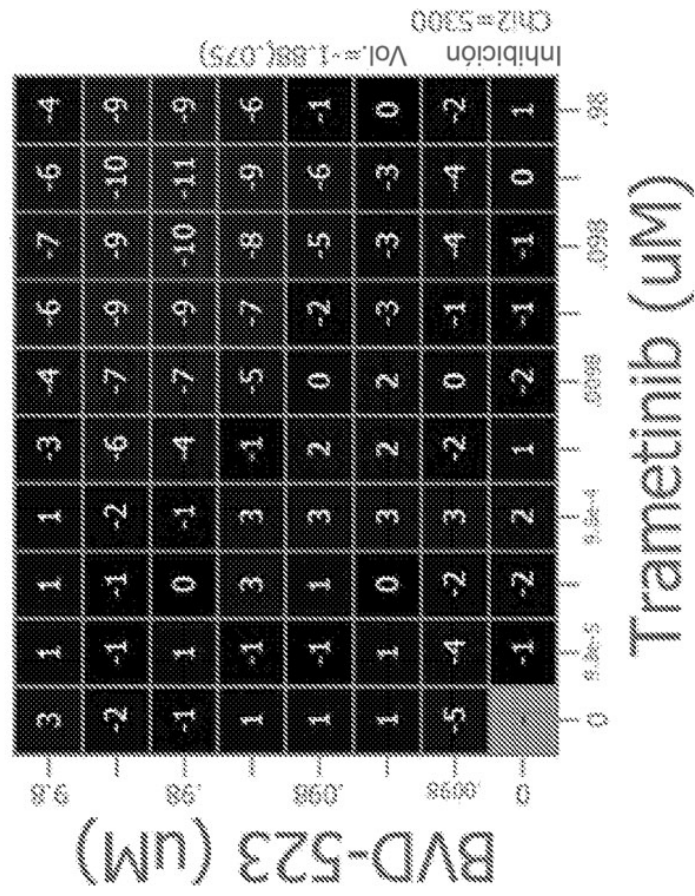 BVD-523 (uM)
9.8 3 1 1 1 -3 -4 -6 -7 -6 -4
-2 -1 -1 -2 -6 -7 -9 -9 -10 -9
.98 -1 1 0 -1 -4 -7 -9 -10 -11 -9
1 -1 3 3 -1 -5 -7 -8 -9 -6
.098 1 -1 1 3 2 0 -2 -5 -6 -1
1 1 0 3 2 2 -3 -3 -3 0
.0098 -5 -4 -2 3 -2 0 -1 -4 -4 -2
0 -1 -2 2 1 -2 -1 -1 0 1
0 9.8e-5 9.8e-4 .0098 .098 .98
Trametinib (uM)
Inhibición
Vol.=-1.88(.075)
Chi2=5300